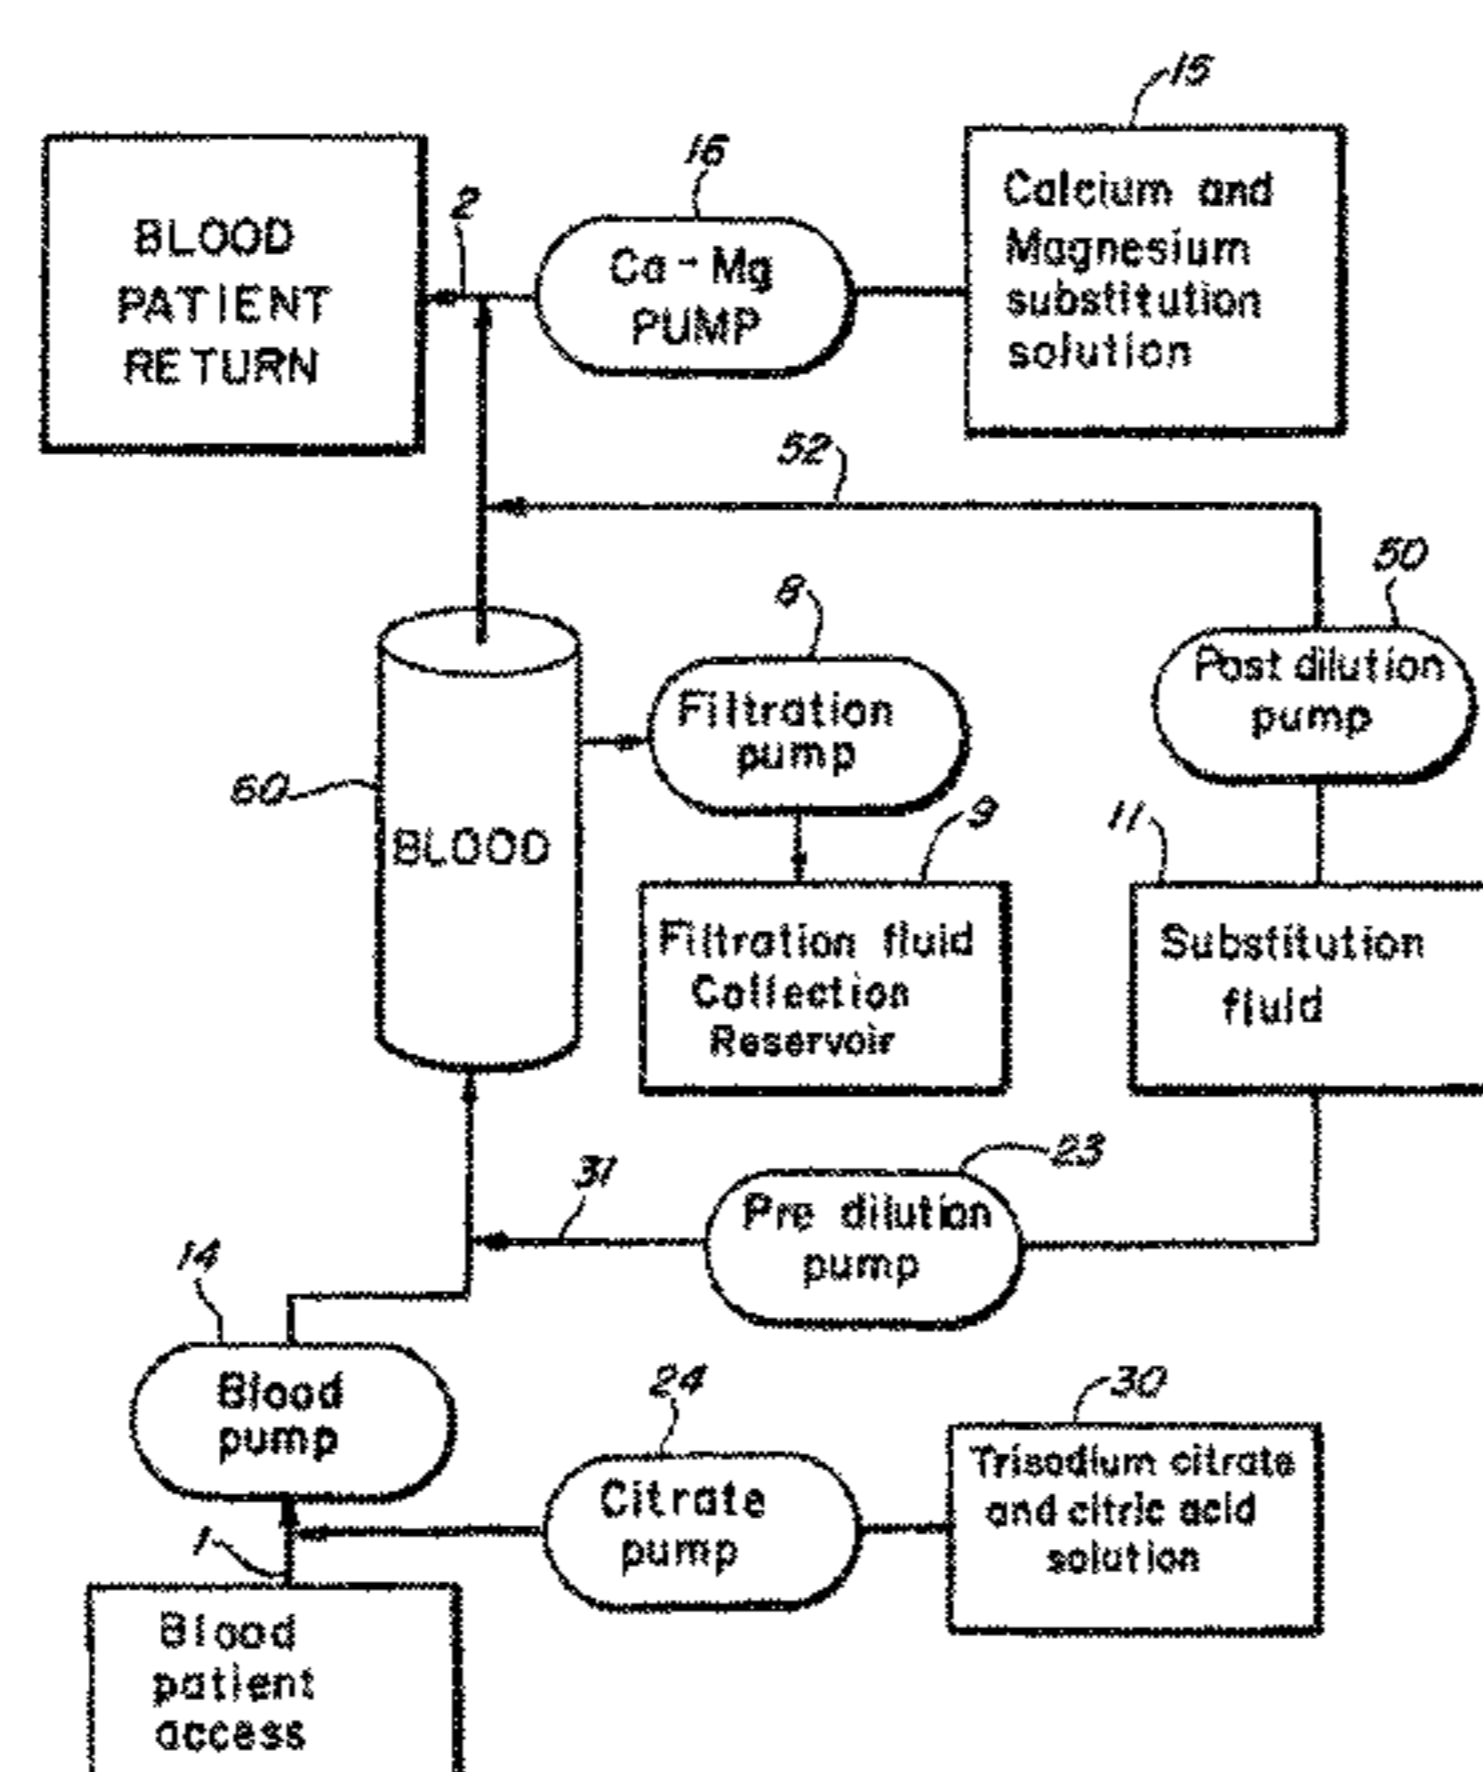 15
16
2
BLOOD
PATIENT
RETURN
Ca-Mg
PUMP
Calcium and
Magnesium
substitution
solution
52
50
8
Post dilution
pump
Filtration
pump
60
BLOOD
9
11
Filtration fluid
Collection
Reservoir
Substitution
fluid
23
31
Pre dilution
pump
14
Blood
pump
24
30
Citrate
pump
Trisodium citrate
and citric acid
solution
1
Blood
patient
access